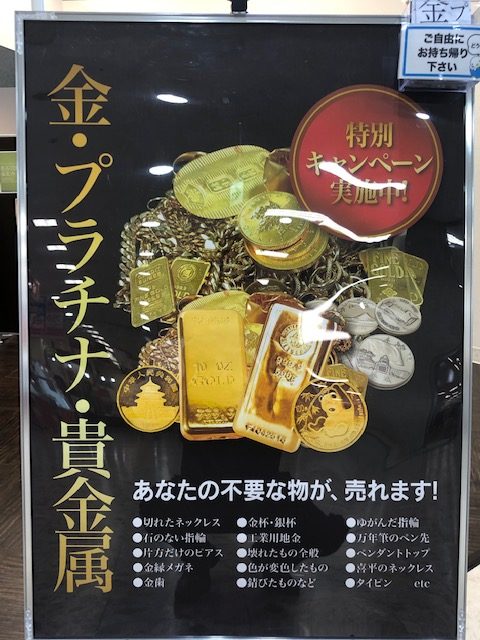 金プ
ご自由に
お持ち帰り
下さい
金・プラチナ・貴金属
特別
キャンペーン
実施中!
FINE
GOLD
10 OZ
GOLD
あなたの不要な物が、売れます!
●切れたネックレス
●石のない指輪
●片方だけのピアス
●金縁メガネ
●金歯
●金杯・銀杯
●工業用地金
●壊れたもの全般
●色が変色したもの
●錆びたものなど
●ゆがんだ指輪
●万年筆のペン先
●ペンダントトップ
●喜平のネックレス
●タイピン etc